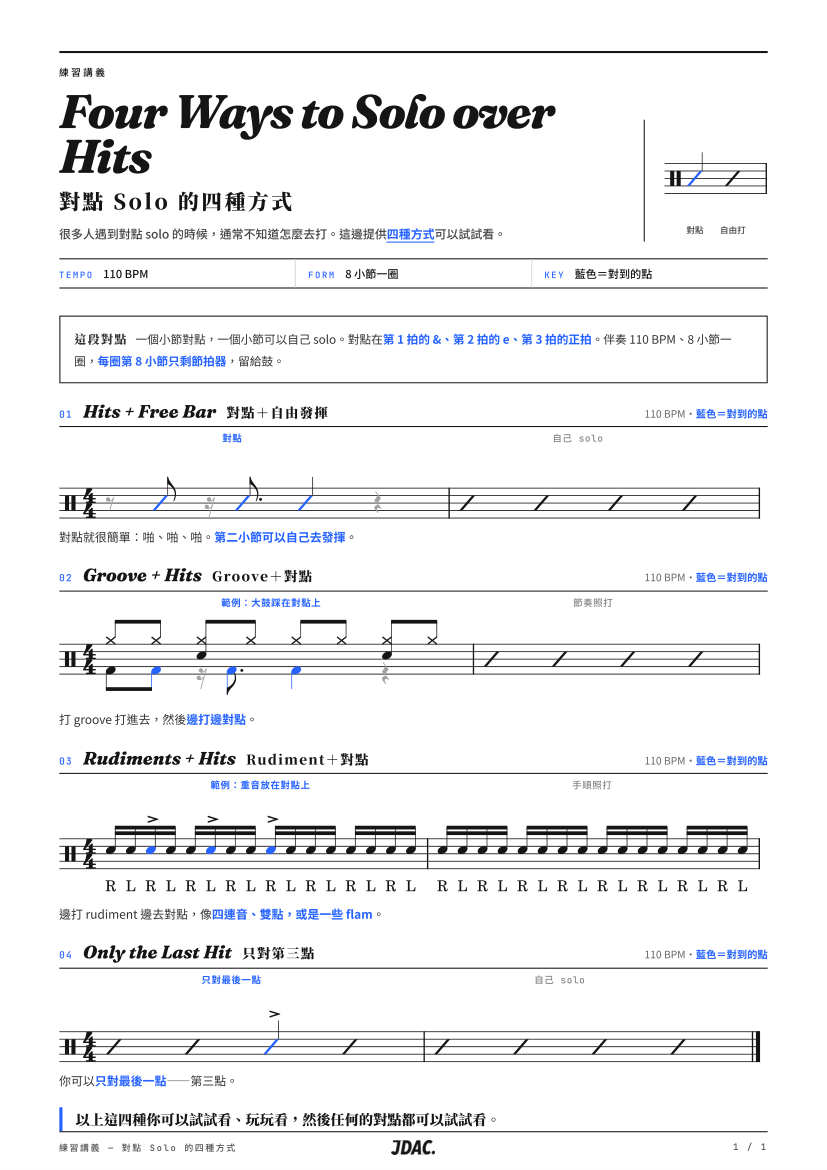 練習講義
Four Ways to Solo over
Hits
對點 Solo 的四種方式
很多人遇到對點 solo 的時候，通常不知道怎麼去打。這邊提供四種方式可以試試看。
對點 自由打
TEMPO 110 BPM FORM 8 小節一圈 KEY 藍色＝對到的點
這段對點 一個小節對點，一個小節可以自己 solo。對點在第 1 拍的 &、第 2 拍的 e、第 3 拍的正拍。伴奏 110 BPM、8 小節一
圈，每圈第 8 小節只剩節拍器，留給鼓。
01 Hits + Free Bar 對點＋自由發揮 110 BPM・藍色＝對到的點
對點 自己 solo
4
4
對點就很簡單：啪、啪、啪。第二小節可以自己去發揮。
02 Groove + Hits Groove＋對點 110 BPM・藍色＝對到的點
範例：大鼓踩在對點上 節奏照打
4
4
打 groove 打進去，然後邊打邊對點。
03 Rudiments + Hits Rudiment＋對點 110 BPM・藍色＝對到的點
範例：重音放在對點上 手順照打
4
4
R L R L R L R L R L R L R L R L R L R L R L R L R L R L R L R L
邊打 rudiment 邊去對點，像四連音、雙點，或是一些 flam。
04 Only the Last Hit 只對第三點 110 BPM・藍色＝對到的點
只對最後一點 自己 solo
4
4
你可以只對最後一點——第三點。
以上這四種你可以試試看、玩玩看，然後任何的對點都可以試試看。
練習講義 — 對點 Solo 的四種方式 JDAC. 1 / 1